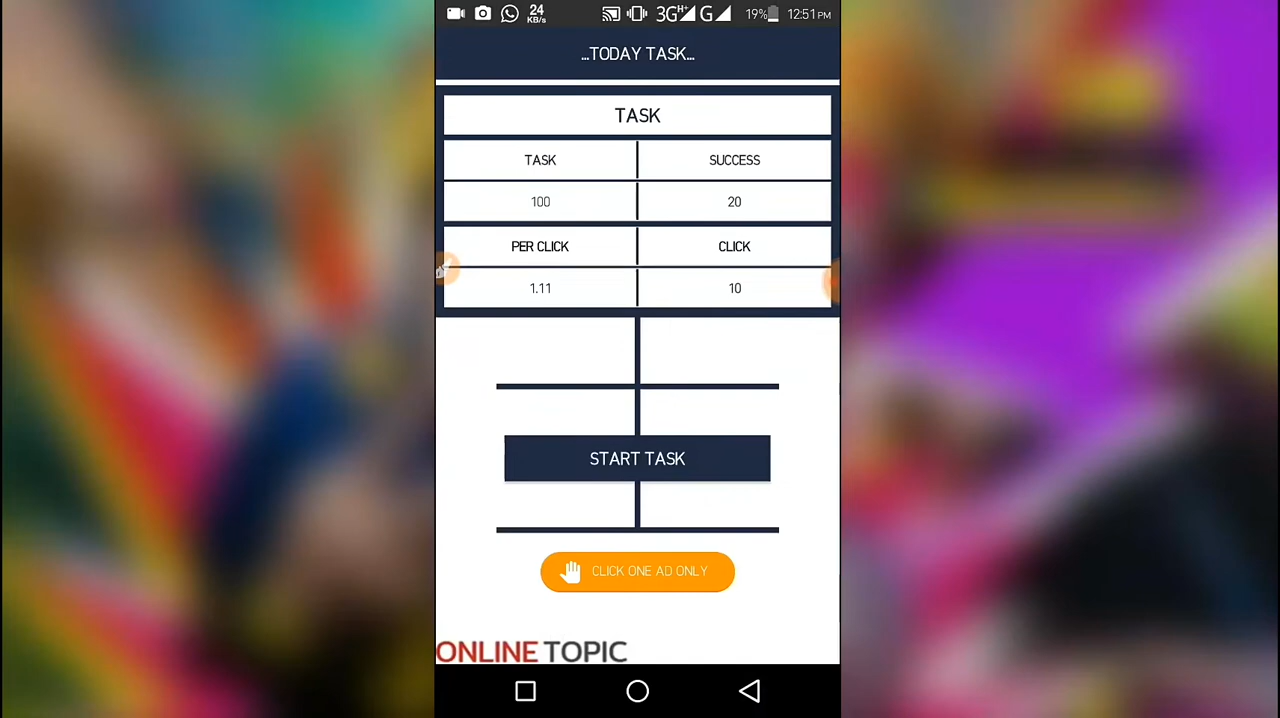 24
KB/s
3G H+ G 19% 12:51 PM
...TODAY TASK...
TASK
TASK SUCCESS
100 20
PER CLICK CLICK
1.11 10
START TASK
CLICK ONE AD ONLY
ONLINE TOPIC